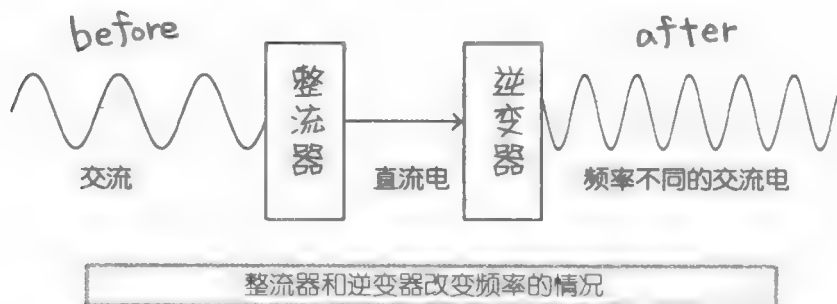 before
after
整流器
逆变器
交流
直流电
频率不同的交流电
整流器和逆变器改变频率的情况